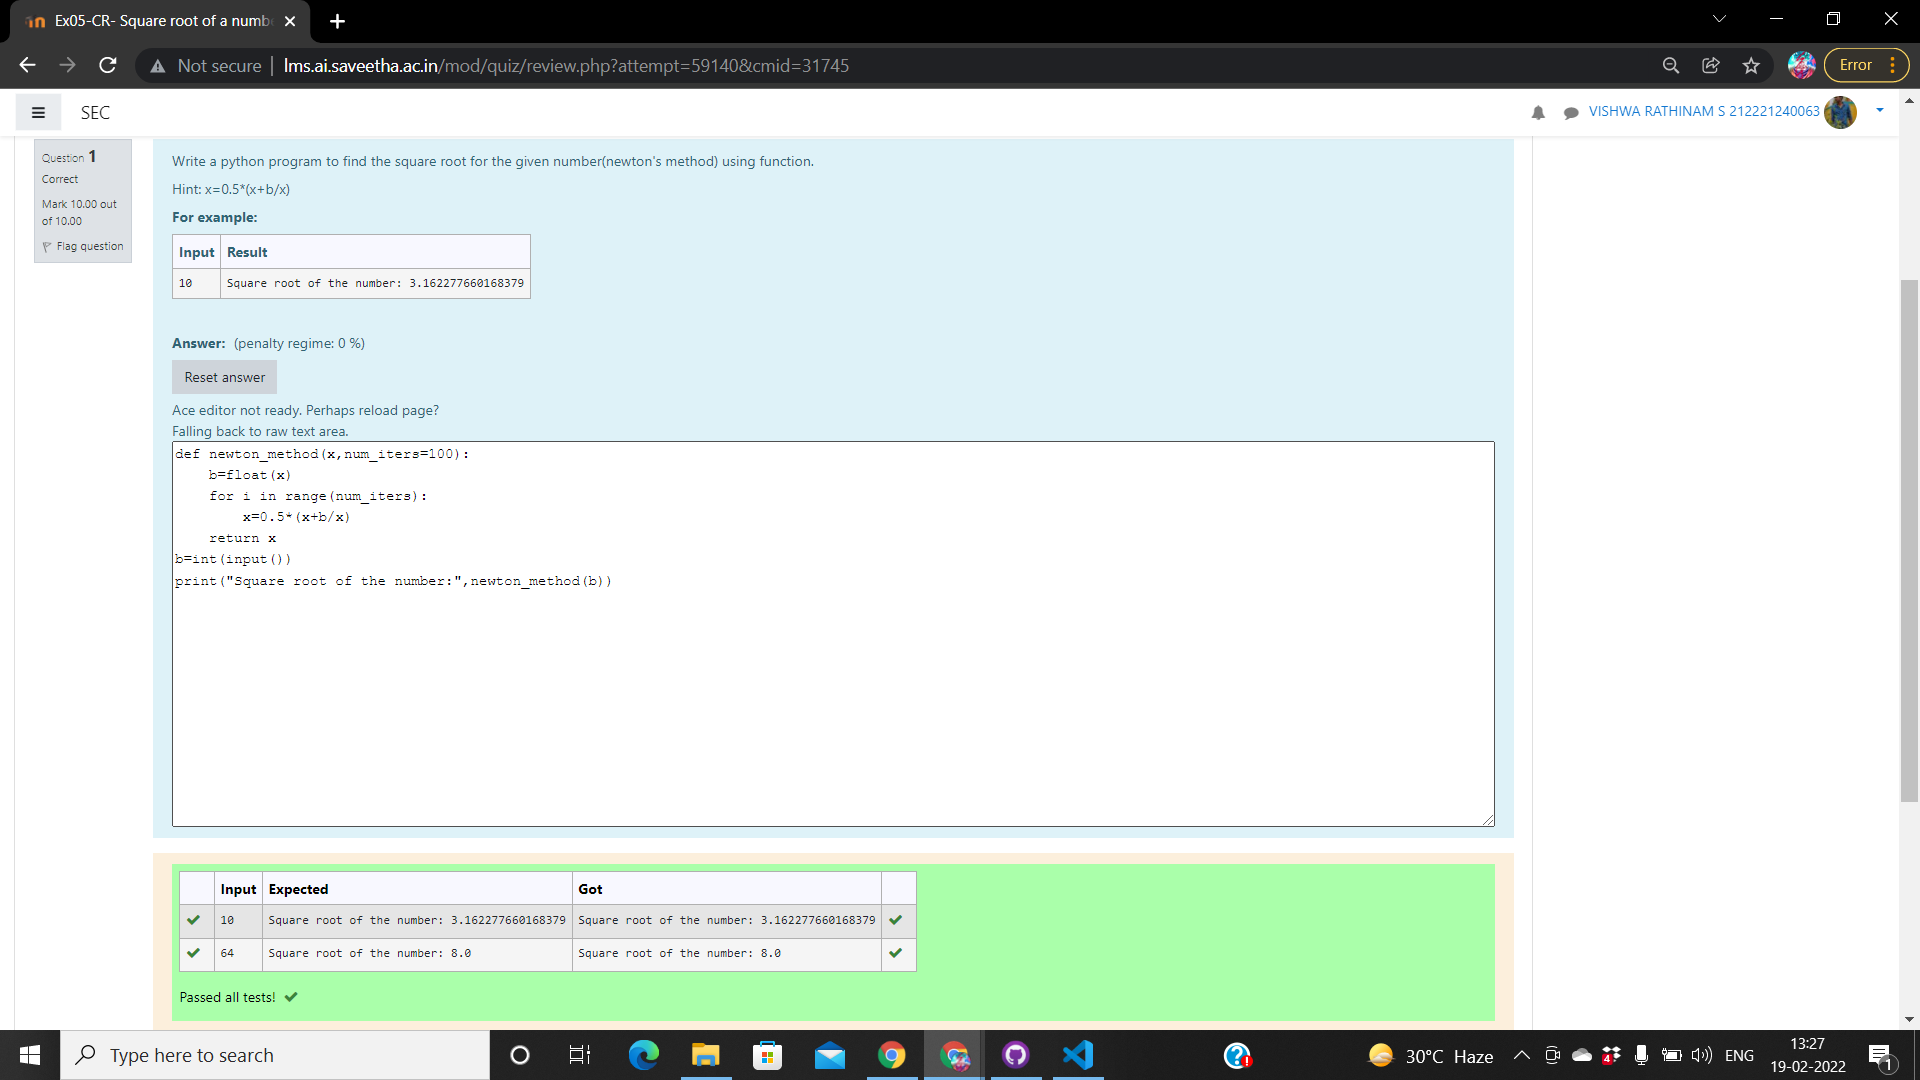 Ex05-CR- Square root of a numb
Not secure | lms.ai.saveetha.ac.in/mod/quiz/review.php?attempt=59140&cmid=31745
Error
SEC
VISHWA RATHINAM S 212221240063
Question 1
Correct
Mark 10.00 out
of 10.00
Flag question
Write a python program to find the square root for the given number(newton's method) using function.
Hint: x=0.5*(x+b/x)
For example:
Input Result
10 Square root of the number: 3.162277660168379
Answer: (penalty regime: 0 %)
Reset answer
Ace editor not ready. Perhaps reload page?
Falling back to raw text area.
def newton_method(x,num_iters=100):
    b=float(x)
    for i in range(num_iters):
        x=0.5*(x+b/x)
    return x
b=int(input())
print("Square root of the number:",newton_method(b))
Input Expected Got
10 Square root of the number: 3.162277660168379 Square root of the number: 3.162277660168379
64 Square root of the number: 8.0 Square root of the number: 8.0
Passed all tests!
Type here to search
30°C Haze
4
ENG
13:27
19-02-2022
1